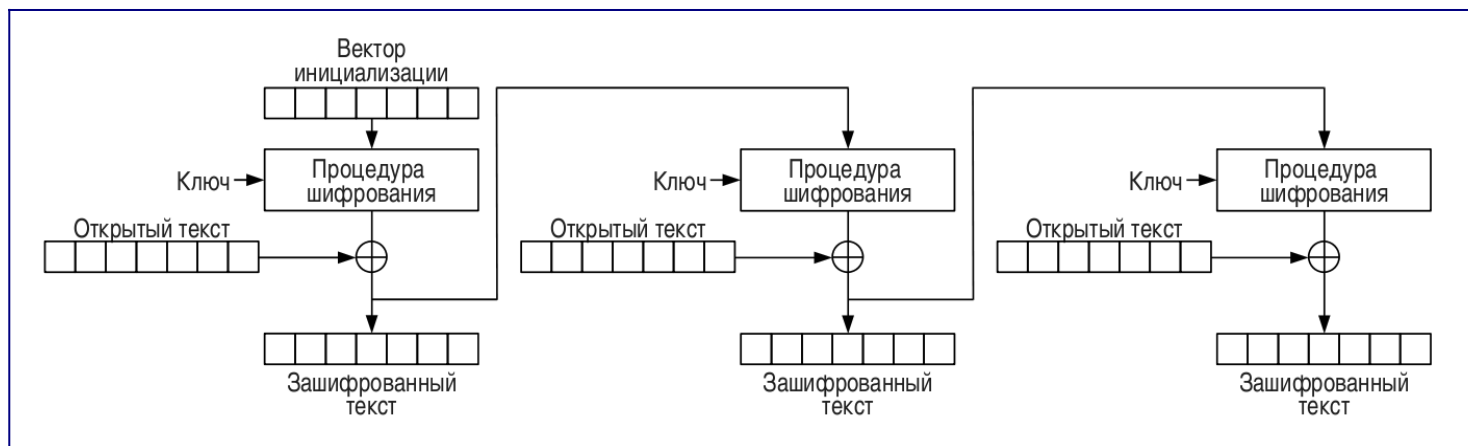 Вектор
инициализации
Ключ
Процедура
шифрования
Открытый текст
Зашифрованный
текст
Ключ
Процедура
шифрования
Открытый текст
Зашифрованный
текст
Ключ
Процедура
шифрования
Открытый текст
Зашифрованный
текст